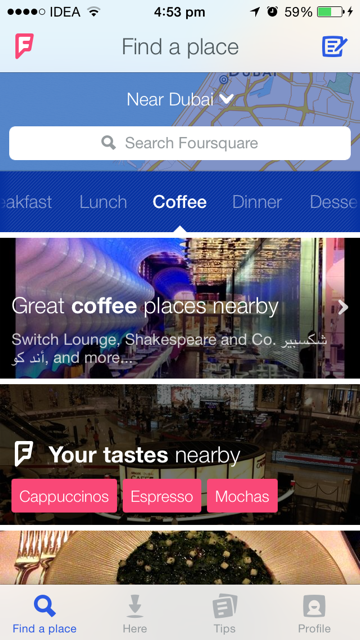 IDEA 4:53 pm 59%
Find a place
DUBAI
Near Dubai
Search Foursquare
akfast Lunch Coffee Dinner Desse
Great coffee places nearby
Switch Lounge, Shakespeare and Co. شكسبير
اند كو, and more...
Your tastes nearby
Cappuccinos Espresso Mochas
Find a place Here Tips Profile